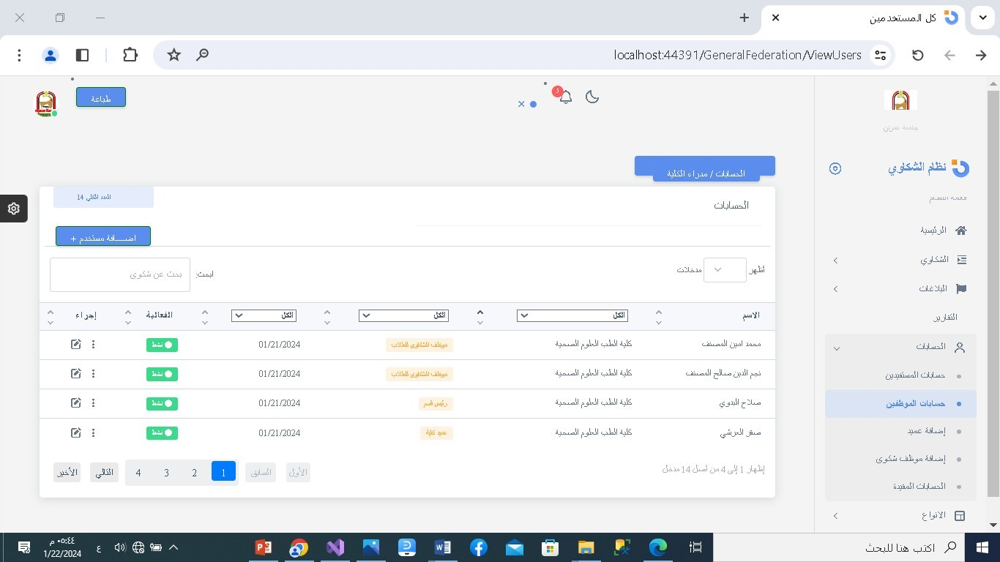 كل المستخدمين
localhost:44391/GeneralFederation/ViewUsers
طباعة
3
جامعة عمران
نظام الشكاوي
قائمة النظام
الرئيسية
الشكاوي
البلاغات
التقارير
الحسابات
حسابات المستفيدين
حسابات الموظفين
إضافة عميد
إضافة موظف شكوى
الحسابات المقيدة
الانواع
الحسابات / مدراء الكلية
العدد الكلي 14
الحسابات
اضـــــافة مستخدم +
أظهر مدخلات
ابحث:
بحث عن شكوى
الاسم الكل الكل الكل الفعالية إجراء
محمد امين المصنف كلية الطب العلوم الصحية موظف الشكاوى للطلاب 01/21/2024 نشط
نجم الدين صالح المصنف كلية الطب العلوم الصحية موظف الشكاوى للطلاب 01/21/2024 نشط
صلاح البدوي كلية الطب العلوم الصحية رئيس قسم 01/21/2024 نشط
صقر العرشي كلية الطب العلوم الصحية عميد كلية 01/21/2024 نشط
إظهار 1 إلى 4 من أصل 14 مدخل
الأول السابق 1 2 3 4 التالي الأخير
اكتب هنا للبحث
ع
٠٥:٤٤ م
1/22/2024